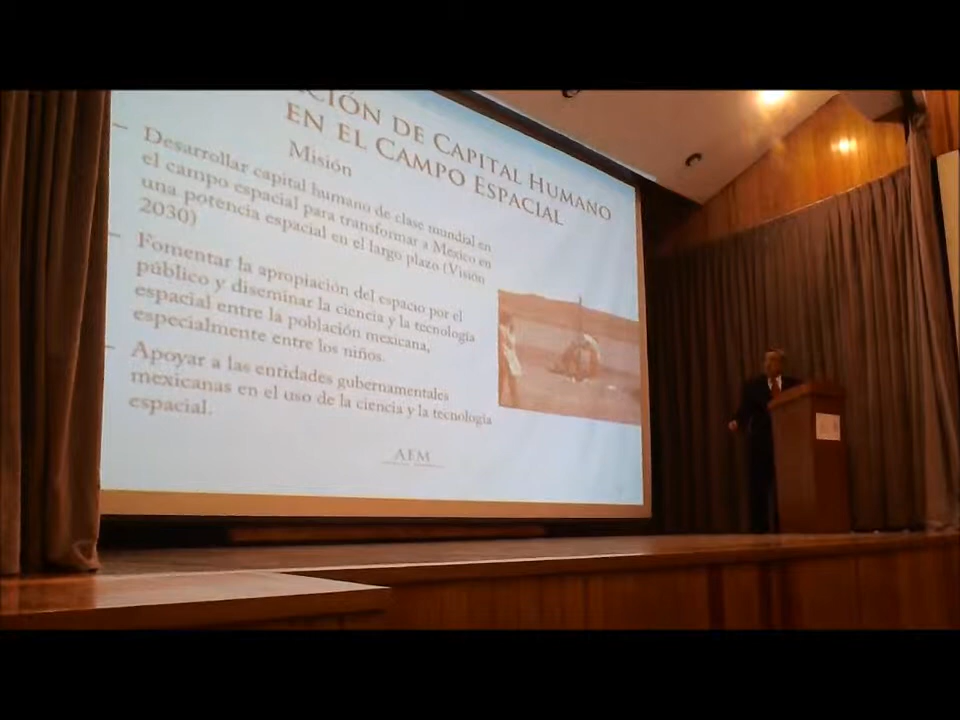 CIÓN DE CAPITAL HUMANO
EN EL CAMPO ESPACIAL
Misión
– Desarrollar capital humano de clase mundial en
el campo espacial para transformar a México en
una potencia espacial en el largo plazo (Visión
2030)
– Fomentar la apropiación del espacio por el
público y diseminar la ciencia y la tecnología
espacial entre la población mexicana,
especialmente entre los niños.
– Apoyar a las entidades gubernamentales
mexicanas en el uso de la ciencia y la tecnología
espacial.
AEM